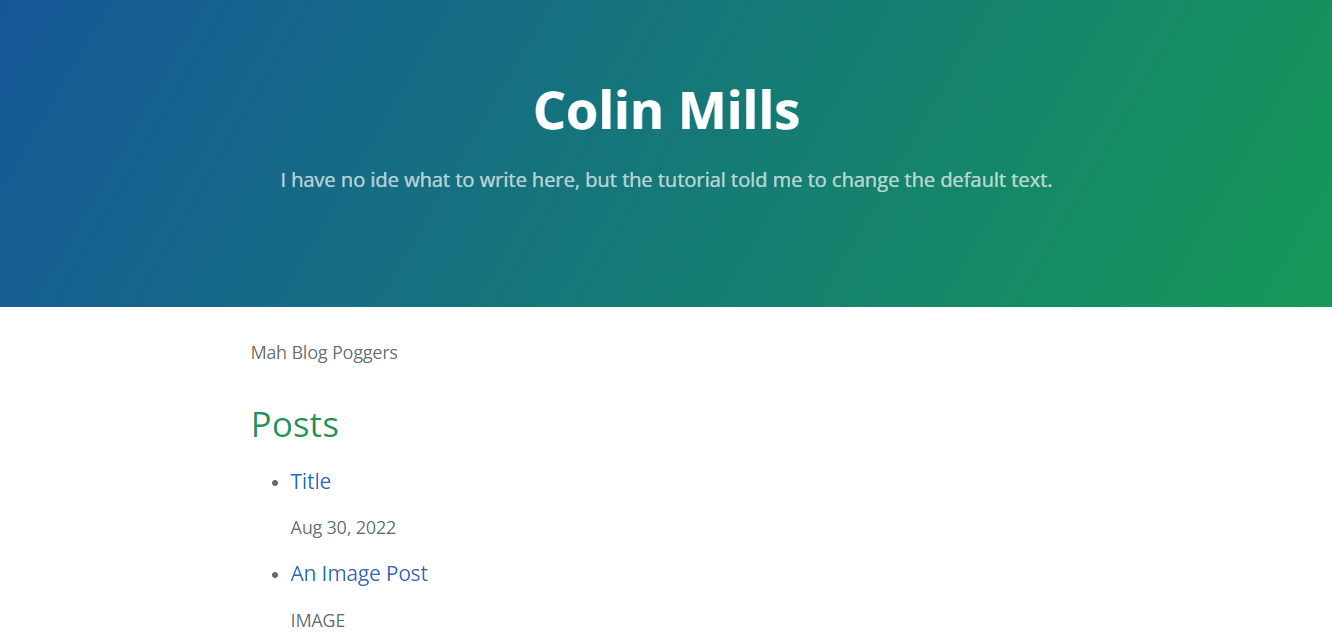 Colin Mills
I have no ide what to write here, but the tutorial told me to change the default text.
Mah Blog Poggers
Posts
Title
Aug 30, 2022
An Image Post
IMAGE